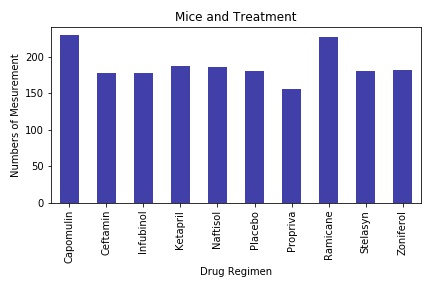 Mice and Treatment
Numbers of Mesurement
200
150
100
50
0
Capomulin
Ceftamin
Infubinol
Ketapril
Naftisol
Placebo
Propriva
Ramicane
Stelasyn
Zoniferol
Drug Regimen